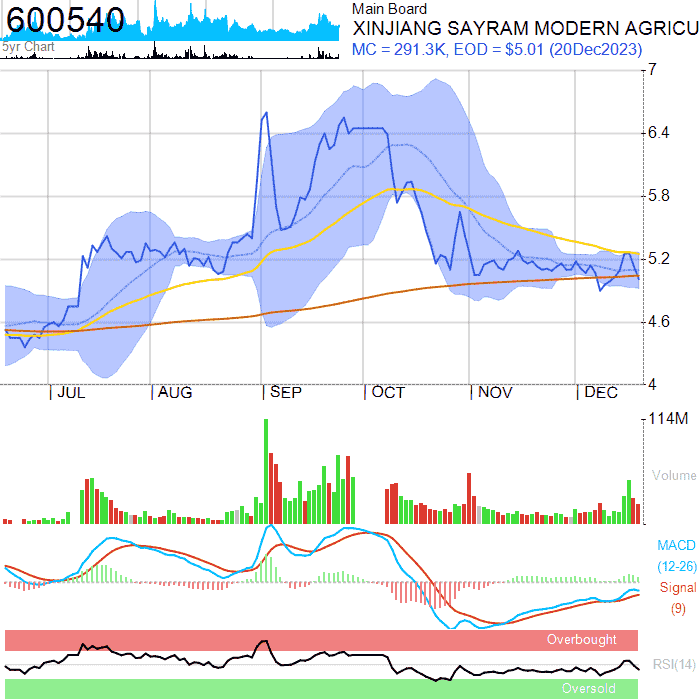 600540
5yr Chart
Main Board
XINJIANG SAYRAM MODERN AGRICU
MC = 291.3K, EOD = $5.01 (20Dec2023)
7
6.4
5.8
5.2
4.6
4
JUL AUG SEP OCT NOV DEC
114M
Volume
MACD
(12-26)
Signal
(9)
Overbought
RSI(14)
Oversold